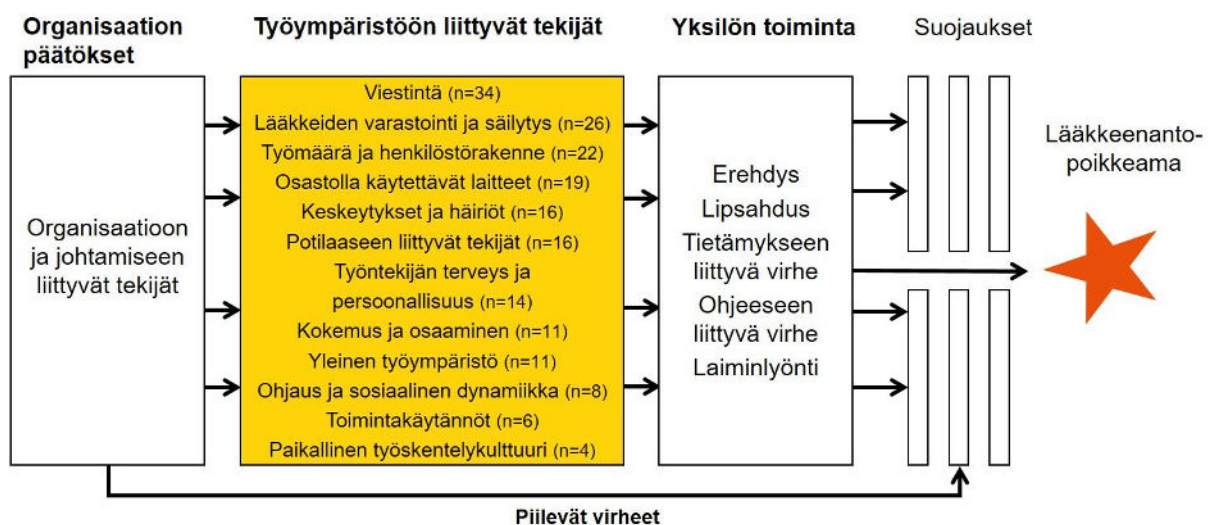 Organisaation
päätökset
Työympäristöön liittyvät tekijät
Yksilön toiminta
Suojaukset
Organisaatioon
ja johtamiseen
liittyvät tekijät
Viestintä (n=34)
Lääkkeiden varastointi ja säilytys (n=26)
Työmäärä ja henkilöstörakenne (n=22)
Osastolla käytettävät laitteet (n=19)
Keskeytykset ja häiriöt (n=16)
Potilaaseen liittyvät tekijät (n=16)
Työntekijän terveys ja
persoonallisuus (n=14)
Kokemus ja osaaminen (n=11)
Yleinen työympäristö (n=11)
Ohjaus ja sosiaalinen dynamiikka (n=8)
Toimintakäytännöt (n=6)
Paikallinen työskentelykulttuuri (n=4)
Erehdys
Lipsahdus
Tietämykseen
liittyvä virhe
Ohjeeseen
liittyvä virhe
Laiminlyönti
Lääkkeenanto-
poikkeama
Piilevät virheet